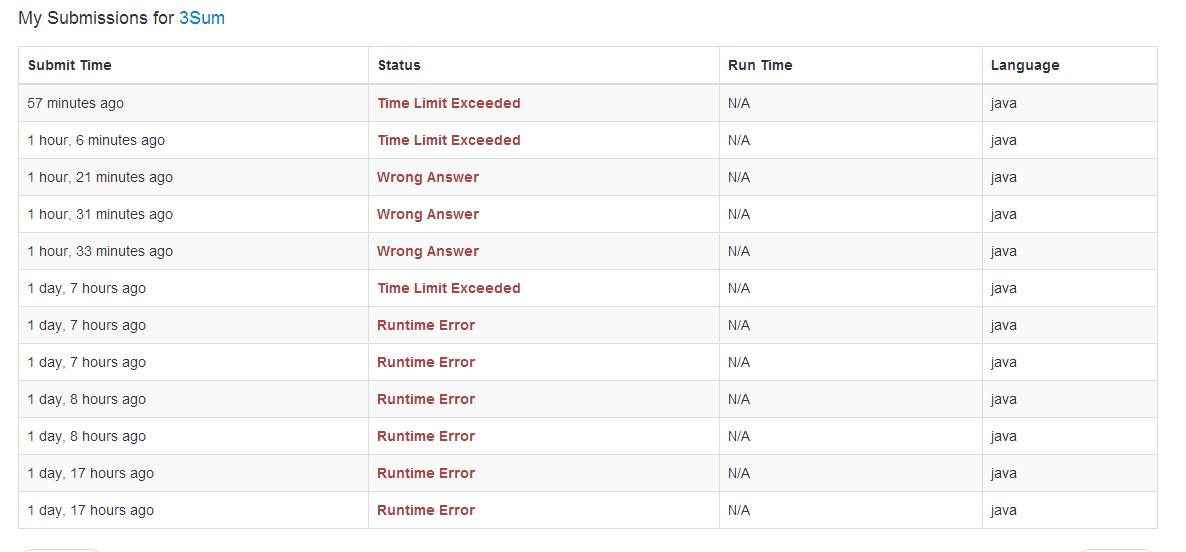 My Submissions for 3Sum
Submit Time Status Run Time Language
57 minutes ago Time Limit Exceeded N/A java
1 hour, 6 minutes ago Time Limit Exceeded N/A java
1 hour, 21 minutes ago Wrong Answer N/A java
1 hour, 31 minutes ago Wrong Answer N/A java
1 hour, 33 minutes ago Wrong Answer N/A java
1 day, 7 hours ago Time Limit Exceeded N/A java
1 day, 7 hours ago Runtime Error N/A java
1 day, 7 hours ago Runtime Error N/A java
1 day, 8 hours ago Runtime Error N/A java
1 day, 8 hours ago Runtime Error N/A java
1 day, 17 hours ago Runtime Error N/A java
1 day, 17 hours ago Runtime Error N/A java